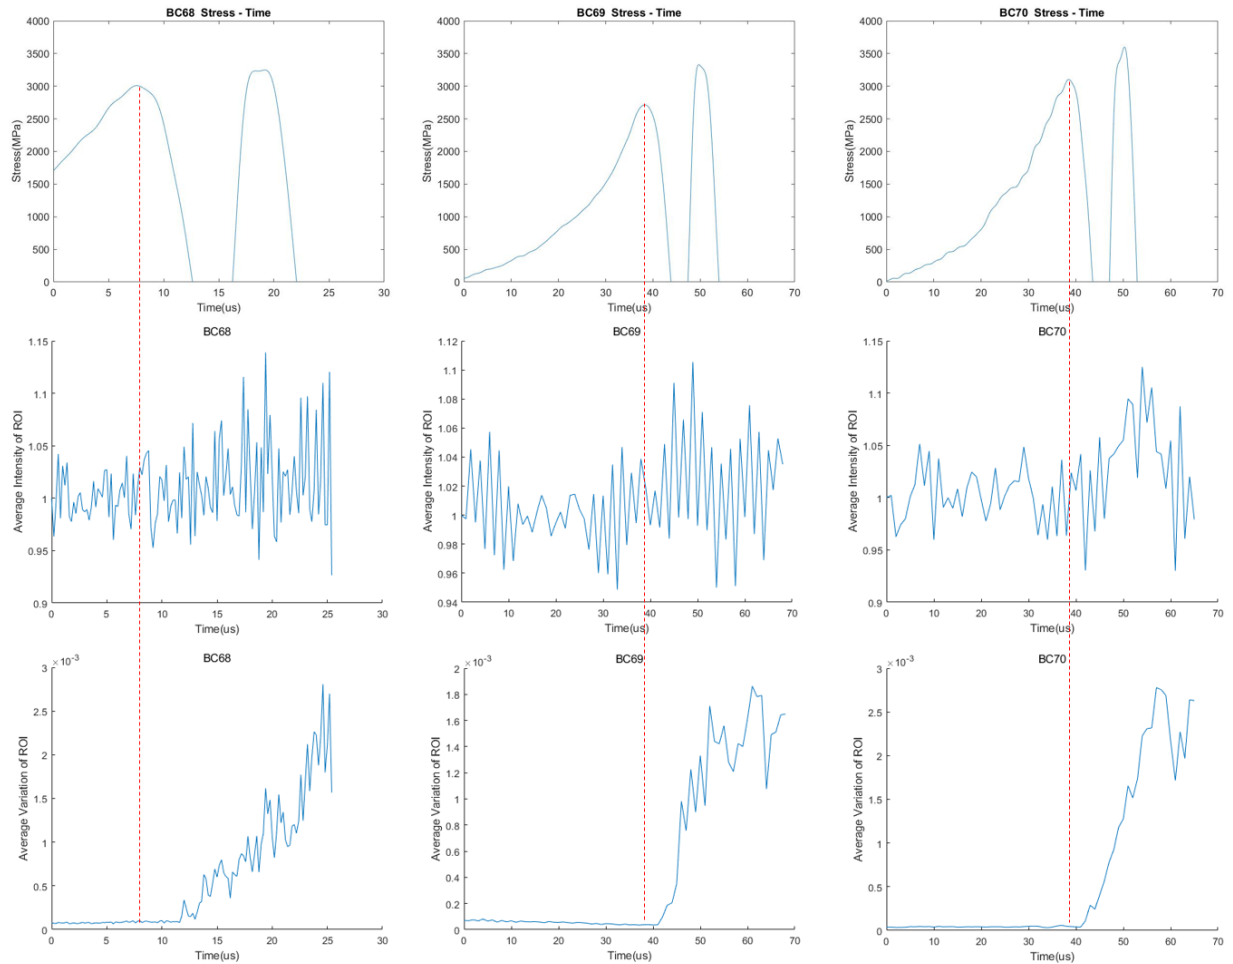 BC68  Stress - Time
4000
3500
3000
2500
2000
1500
1000
500
0
Stress(MPa)
0 5 10 15 20 25 30
Time(us)
BC69  Stress - Time
4000
3500
3000
2500
2000
1500
1000
500
0
Stress(MPa)
0 10 20 30 40 50 60 70
Time(us)
BC70  Stress - Time
4000
3500
3000
2500
2000
1500
1000
500
0
Stress(MPa)
0 10 20 30 40 50 60 70
Time(us)
BC68
1.15
1.1
1.05
1
0.95
0.9
Average Intensity of ROI
0 5 10 15 20 25 30
Time(us)
BC69
1.12
1.1
1.08
1.06
1.04
1.02
1
0.98
0.96
0.94
Average Intensity of ROI
0 10 20 30 40 50 60 70
Time(us)
BC70
1.15
1.1
1.05
1
0.95
0.9
Average Intensity of ROI
0 10 20 30 40 50 60 70
Time(us)
BC68
×10-3
3
2.5
2
1.5
1
0.5
0
Average Variation of ROI
0 5 10 15 20 25 30
Time(us)
BC69
×10-3
2
1.8
1.6
1.4
1.2
1
0.8
0.6
0.4
0.2
0
Average Variation of ROI
0 10 20 30 40 50 60 70
Time(us)
BC70
×10-3
3
2.5
2
1.5
1
0.5
0
Average Variation of ROI
0 10 20 30 40 50 60 70
Time(us)